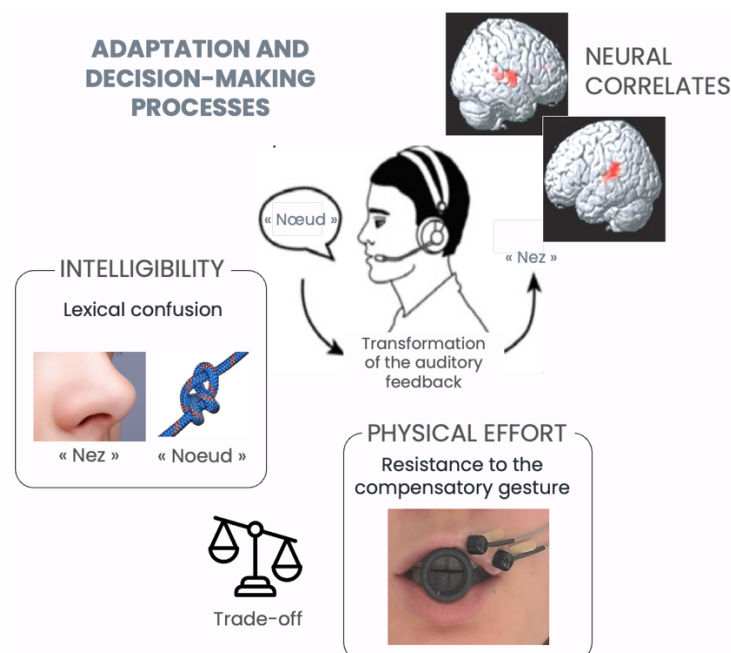 ADAPTATION AND
DECISION-MAKING
PROCESSES
NEURAL
CORRELATES
« Nœud »
« Nez »
Transformation
of the auditory
feedback
INTELLIGIBILITY
Lexical confusion
« Nez »
« Noeud »
PHYSICAL EFFORT
Resistance to the
compensatory gesture
Trade-off